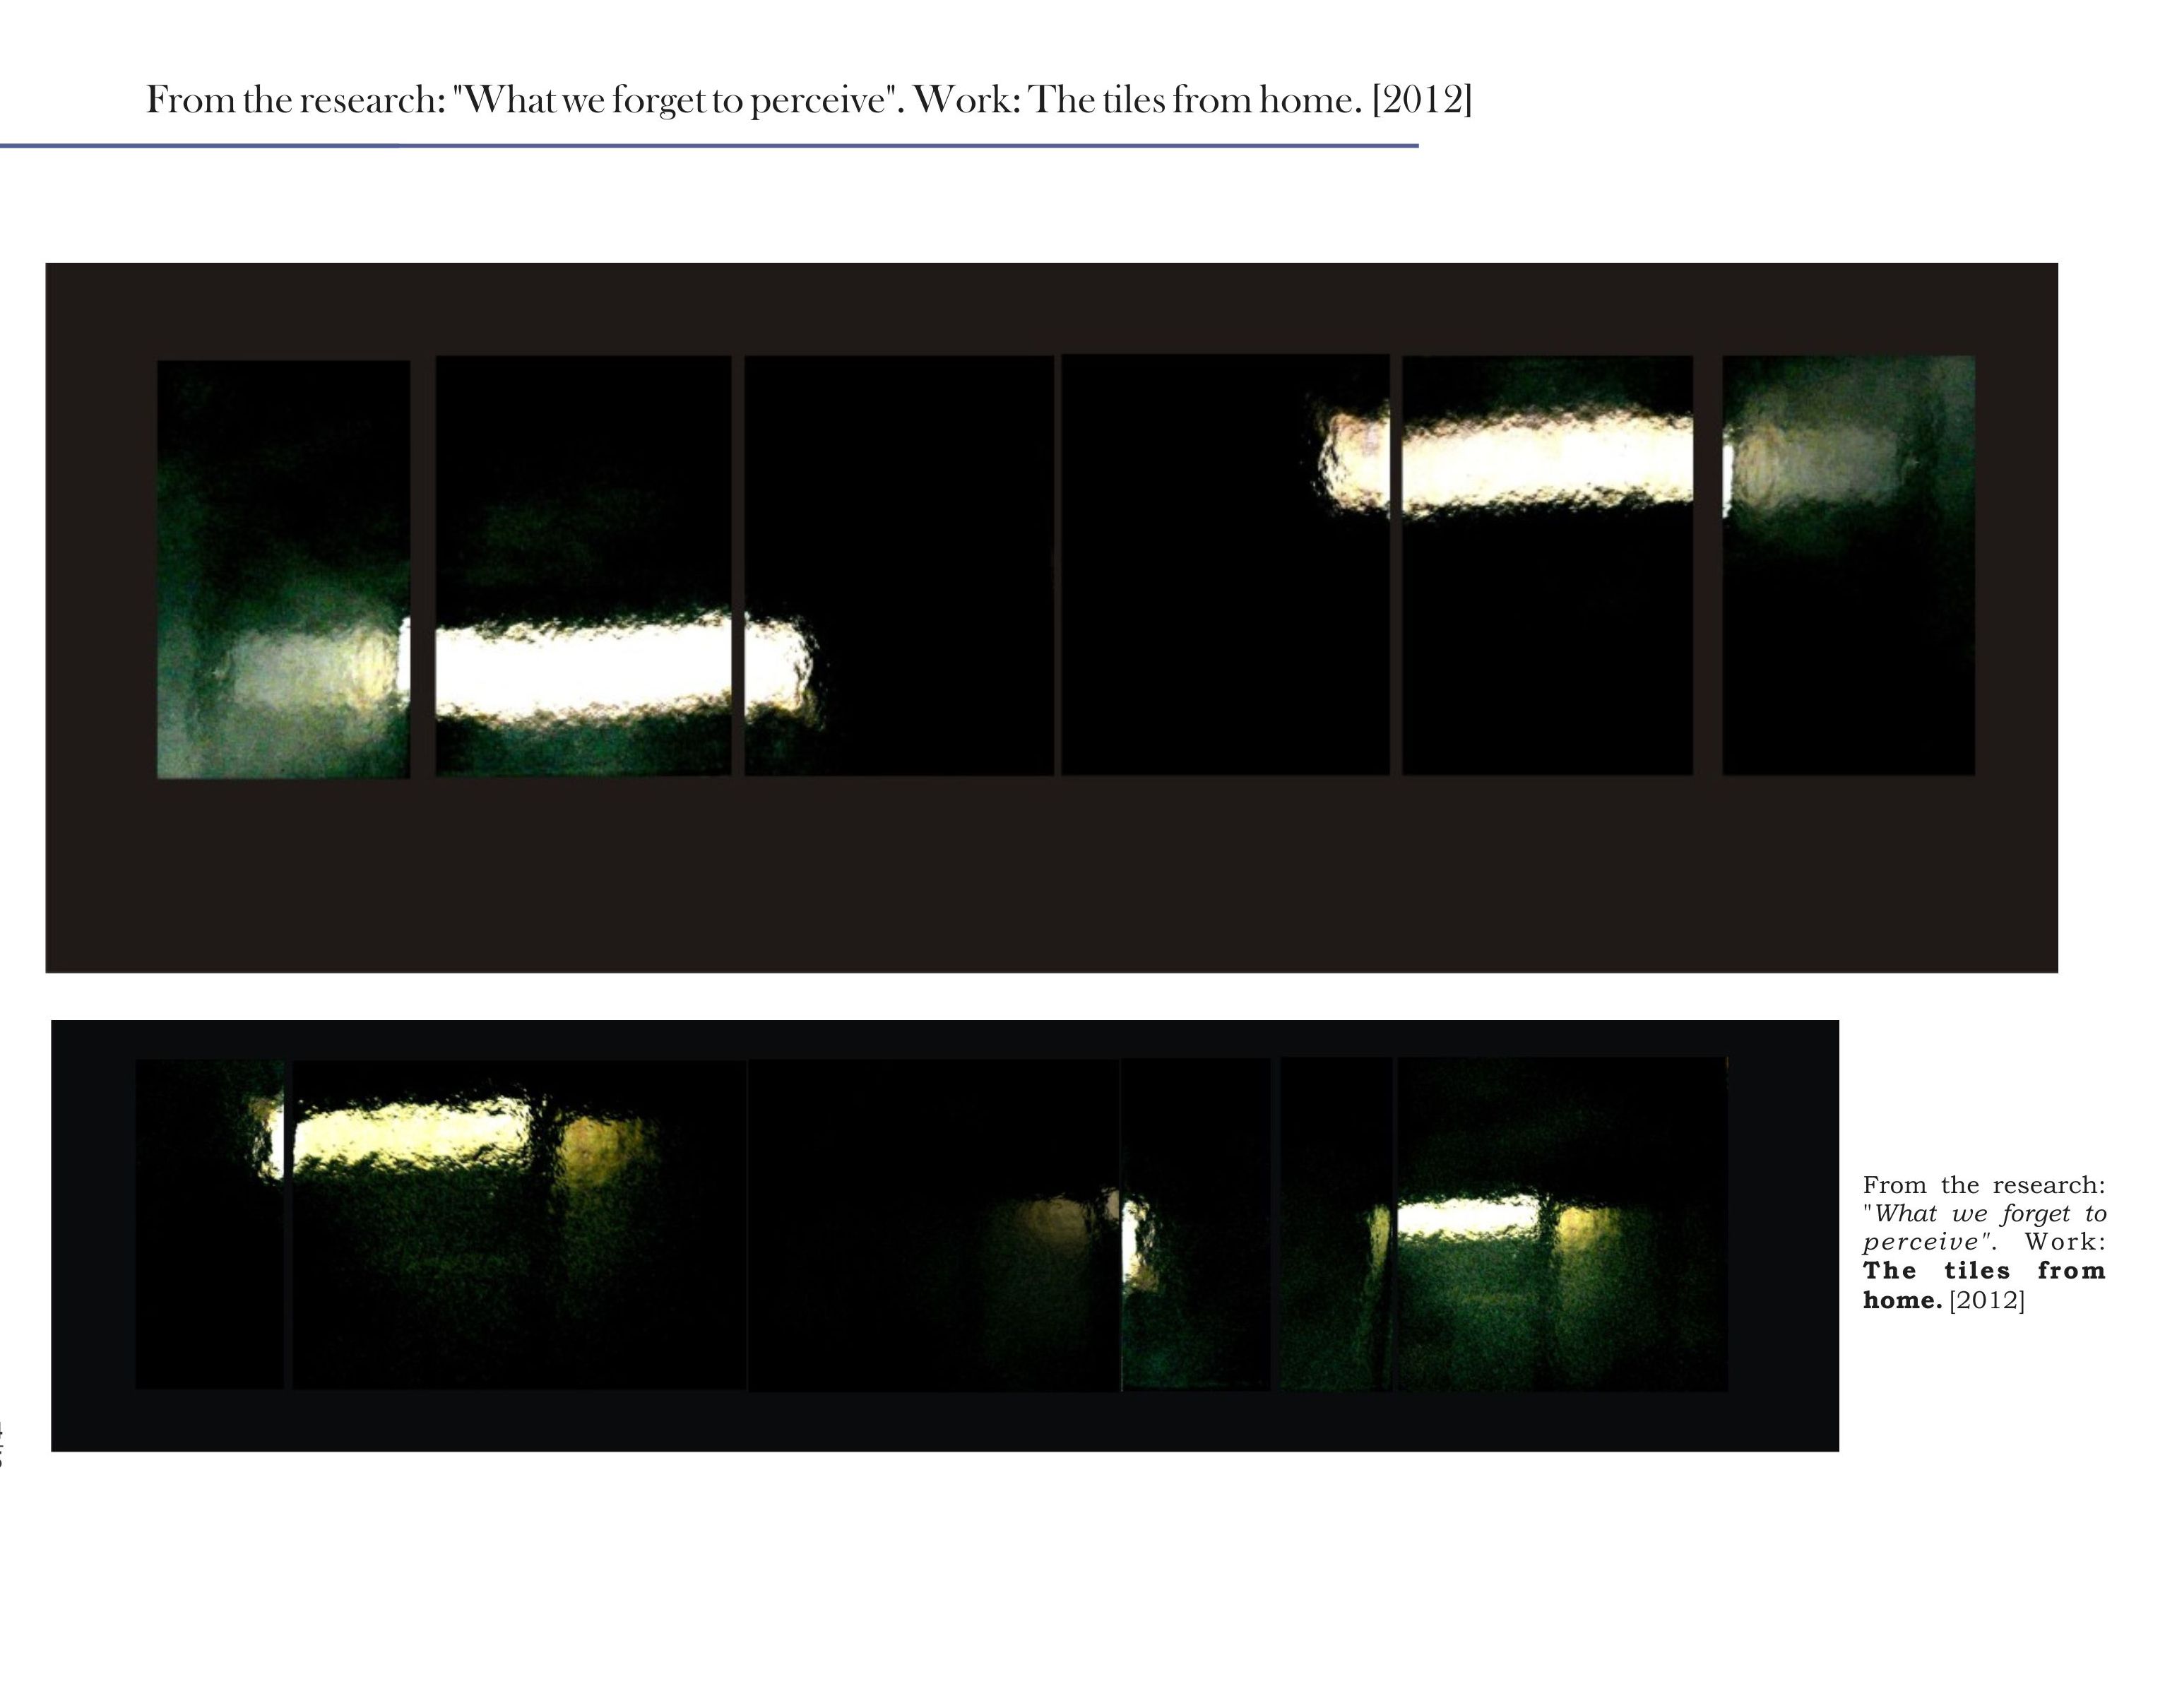 From the research: "What we forget to perceive". Work: The tiles from home. [2012]
From the research:
"What we forget to
perceive". Work:
The tiles from
home. [2012]